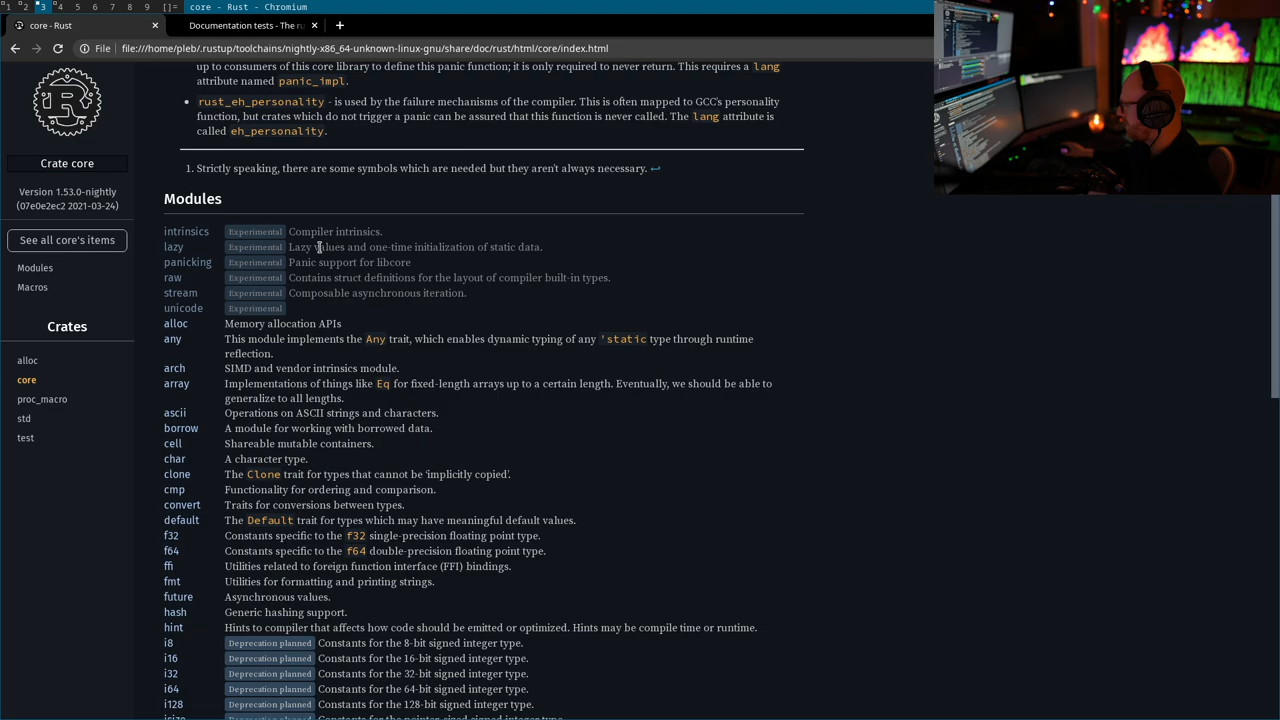 1 2 3 4 5 6 7 8 9 []= core - Rust - Chromium
core - Rust
Documentation tests - The ru
File file:///home/pleb/.rustup/toolchains/nightly-x86_64-unknown-linux-gnu/share/doc/rust/html/core/index.html
up to consumers of this core library to define this panic function; it is only required to never return. This requires a lang
attribute named panic_impl.
• rust_eh_personality - is used by the failure mechanisms of the compiler. This is often mapped to GCC's personality
function, but crates which do not trigger a panic can be assured that this function is never called. The lang attribute is
called eh_personality.
1. Strictly speaking, there are some symbols which are needed but they aren't always necessary. ↩
Crate core
Version 1.53.0-nightly
(07e0e2ec2 2021-03-24)
See all core's items
Modules
Macros
Crates
alloc
core
proc_macro
std
test
Modules
intrinsics Experimental Compiler intrinsics.
lazy Experimental Lazy values and one-time initialization of static data.
panicking Experimental Panic support for libcore
raw Experimental Contains struct definitions for the layout of compiler built-in types.
stream Experimental Composable asynchronous iteration.
unicode Experimental
alloc Memory allocation APIs
any This module implements the Any trait, which enables dynamic typing of any 'static type through runtime
reflection.
arch SIMD and vendor intrinsics module.
array Implementations of things like Eq for fixed-length arrays up to a certain length. Eventually, we should be able to
generalize to all lengths.
ascii Operations on ASCII strings and characters.
borrow A module for working with borrowed data.
cell Shareable mutable containers.
char A character type.
clone The Clone trait for types that cannot be ‘implicitly copied’.
cmp Functionality for ordering and comparison.
convert Traits for conversions between types.
default The Default trait for types which may have meaningful default values.
f32 Constants specific to the f32 single-precision floating point type.
f64 Constants specific to the f64 double-precision floating point type.
ffi Utilities related to foreign function interface (FFI) bindings.
fmt Utilities for formatting and printing strings.
future Asynchronous values.
hash Generic hashing support.
hint Hints to compiler that affects how code should be emitted or optimized. Hints may be compile time or runtime.
i8 Deprecation planned Constants for the 8-bit signed integer type.
i16 Deprecation planned Constants for the 16-bit signed integer type.
i32 Deprecation planned Constants for the 32-bit signed integer type.
i64 Deprecation planned Constants for the 64-bit signed integer type.
i128 Deprecation planned Constants for the 128-bit signed integer type.
isize Deprecation planned Constants for the pointer-sized signed integer type.